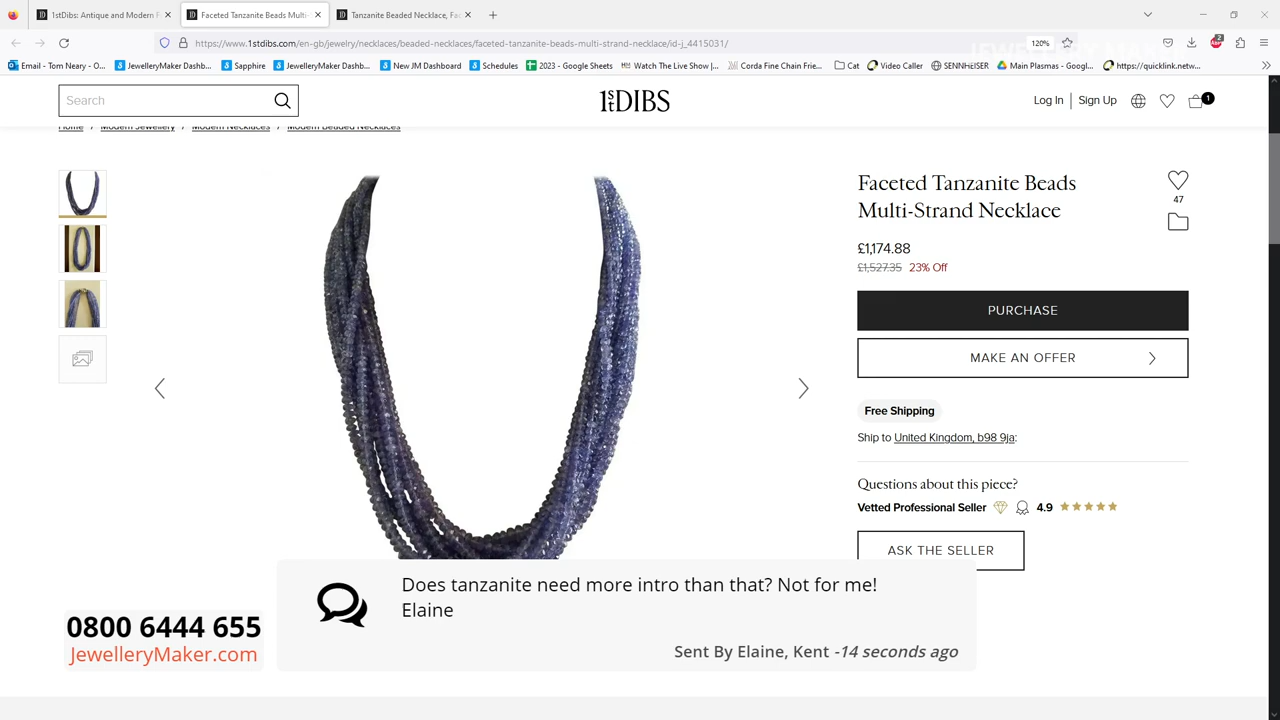 1stDibs: Antique and Modern F
Faceted Tanzanite Beads Multi-
Tanzanite Beaded Necklace, Fac
https://www.1stdibs.com/en-gb/jewelry/necklaces/beaded-necklaces/faceted-tanzanite-beads-multi-strand-necklace/id-j_4415031/
120%
Email - Tom Neary - O... JewelleryMaker Dashb... Sapphire JewelleryMaker Dashb... New JM Dashboard Schedules 2023 - Google Sheets Watch The Live Show |... Corda Fine Chain Frie... Cat Video Caller SENNHEISER Main Plasmas - Googl... https://quicklink.netw...
Search
1stDIBS
Log In Sign Up
1
Home / Modern Jewellery / Modern Necklaces / Modern Beaded Necklaces
Faceted Tanzanite Beads
Multi-Strand Necklace
47
£1,174.88
£1,527.35 23% Off
PURCHASE
MAKE AN OFFER
Free Shipping
Ship to United Kingdom, b98 9ja:
Questions about this piece?
Vetted Professional Seller 4.9
ASK THE SELLER
Does tanzanite need more intro than that? Not for me!
Elaine
Sent By Elaine, Kent -14 seconds ago
0800 6444 655
JewelleryMaker.com